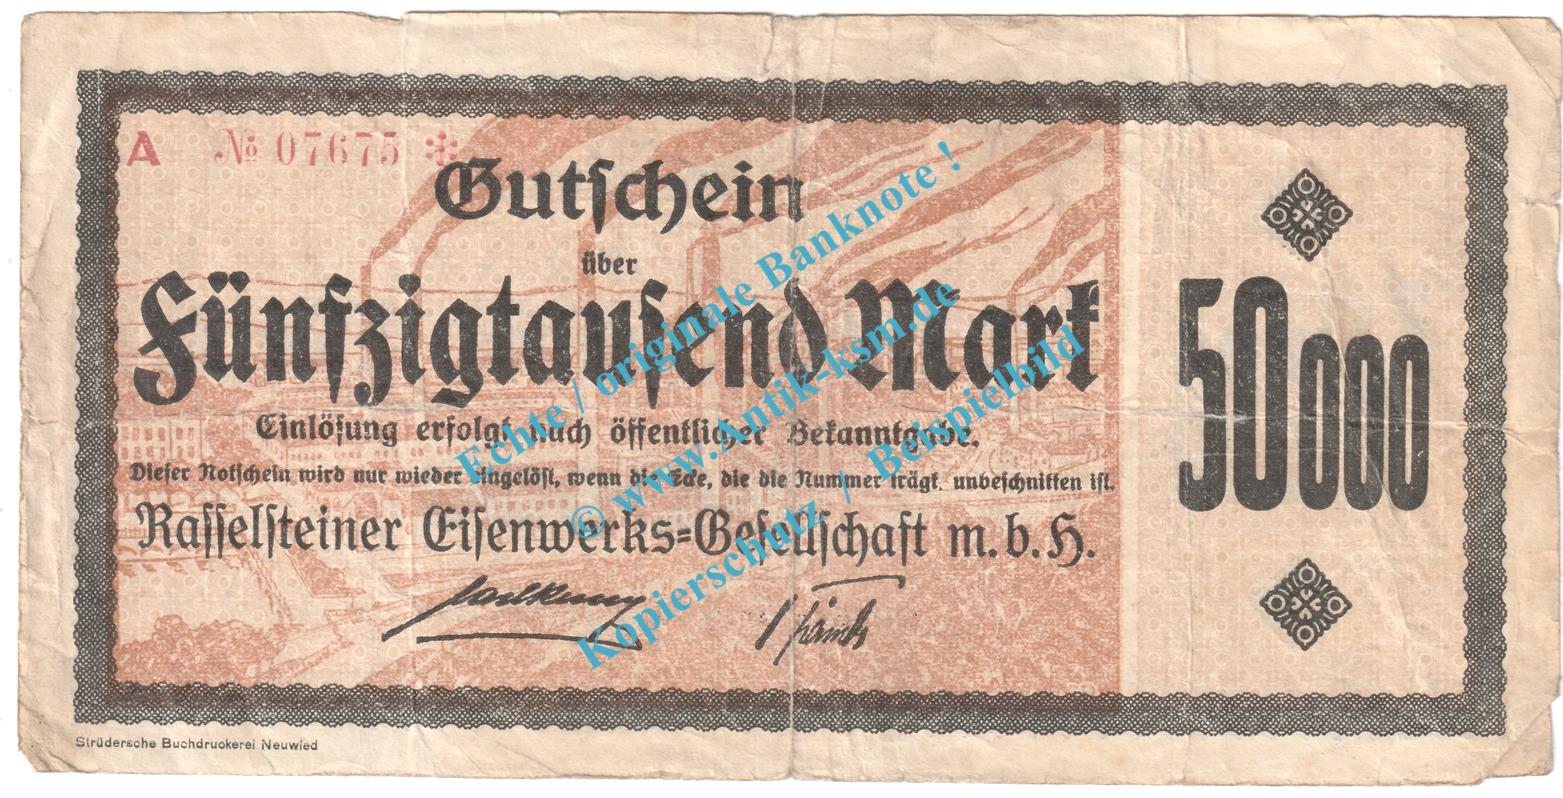 A № 07675 *
Gutschein
über
Fünfzigtausend Mark
50000
Einlösung erfolgt nach öffentlicher Bekanntgabe.
Dieser Notschein wird nur wieder eingelöst, wenn die Ecke, die die Nummer trägt, unbeschnitten ist.
Rasselsteiner Eisenwerks=Gesellschaft m. b. H.
Strüdersche Buchdruckerei Neuwied
Echte / originale Banknote !
© www.Antik-ksm.de
Kopierschutz / Beispielbild